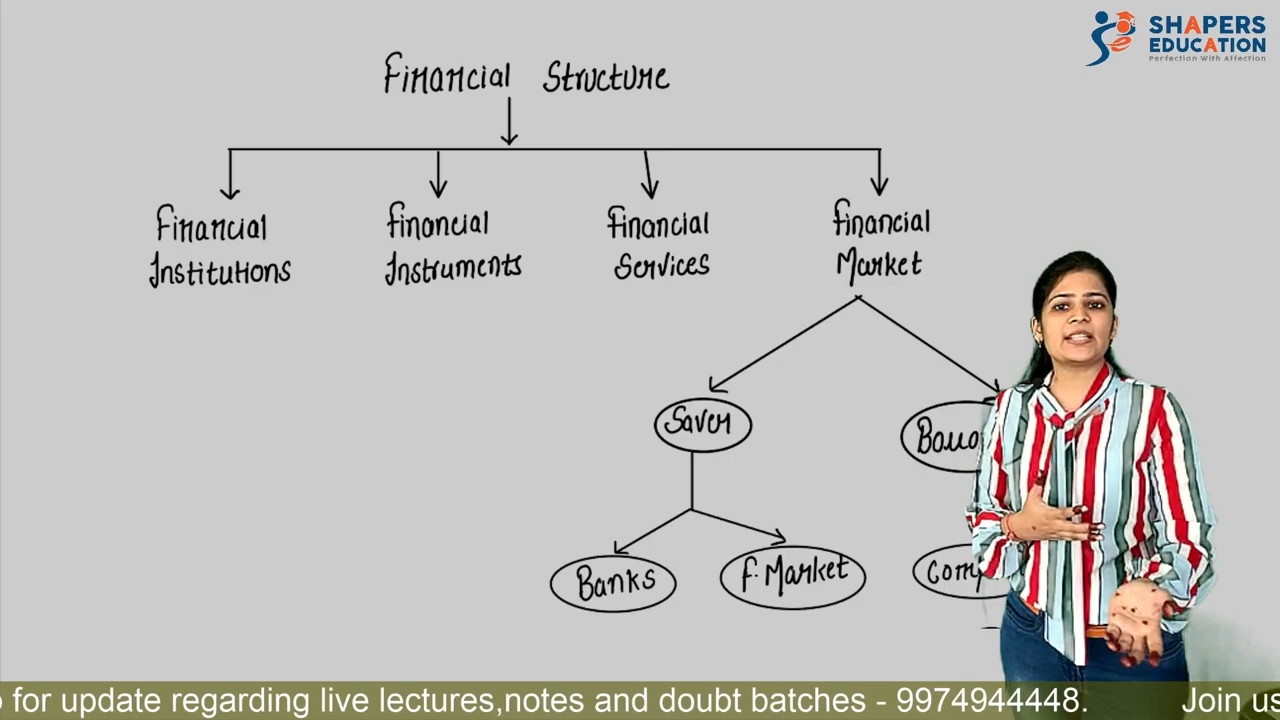 SHAPERS
EDUCATION
Perfection With Affection
Financial Structure
Financial
Institutions
Financial
Instruments
Financial
Services
Financial
Market
Saver
Banks
F. Market
for update regarding live lectures,notes and doubt batches - 9974944448.
Join us